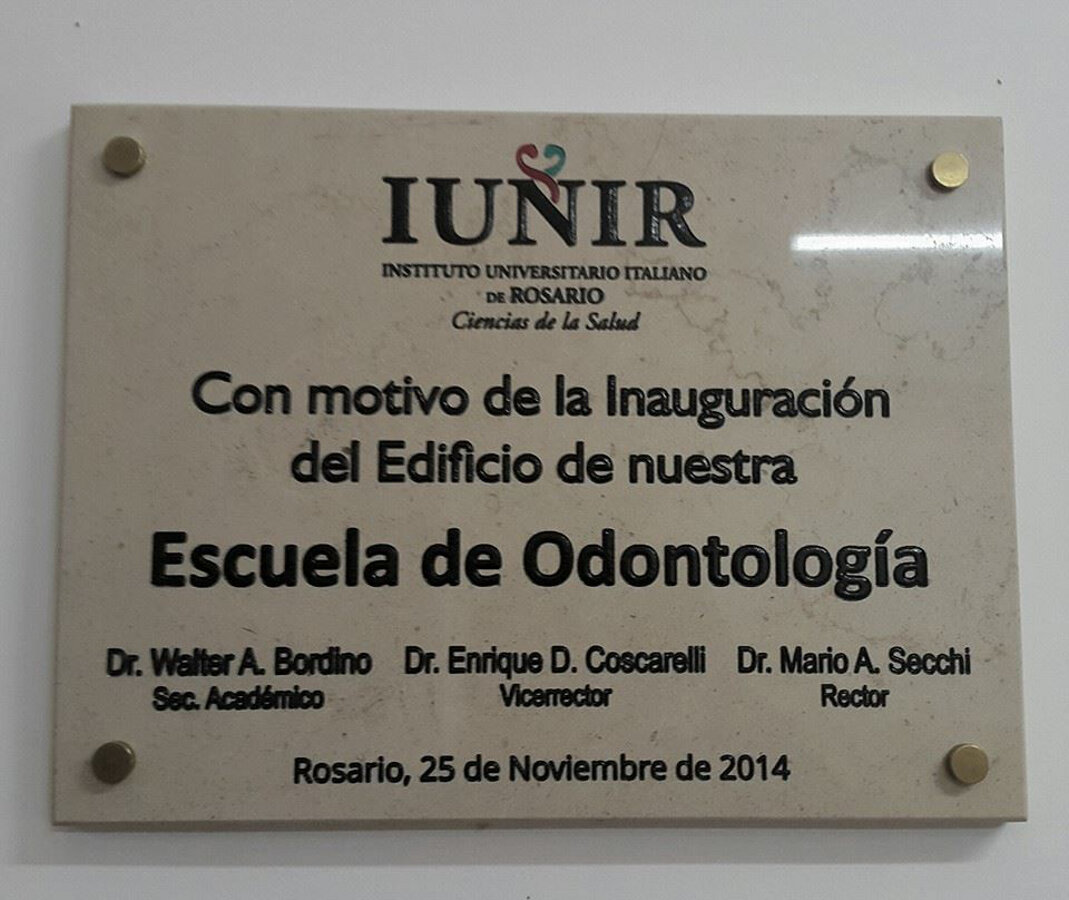 IUNIR
INSTITUTO UNIVERSITARIO ITALIANO
DE ROSARIO
Ciencias de la Salud
Con motivo de la Inauguración
del Edificio de nuestra
Escuela de Odontología
Dr. Walter A. Bordino Dr. Enrique D. Coscarelli Dr. Mario A. Secchi
Sec. Académico Vicerrector Rector
Rosario, 25 de Noviembre de 2014